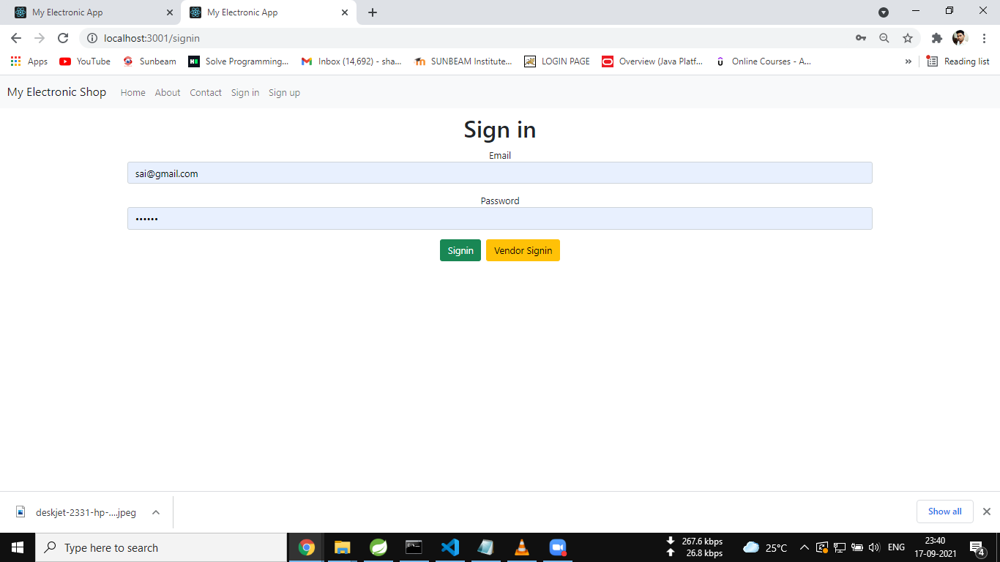 My Electronic App
My Electronic App
localhost:3001/signin
Apps YouTube Sunbeam Solve Programming... Inbox (14,692) - sha... SUNBEAM Institute... LOGIN PAGE Overview (Java Platf... Online Courses - A... » Reading list
My Electronic Shop Home About Contact Sign in Sign up
Sign in
Email
sai@gmail.com
Password
••••••
Signin Vendor Signin
deskjet-2331-hp-....jpeg
Show all
Type here to search
267.6 kbps
26.8 kbps
25°C
ENG
23:40
17-09-2021
4